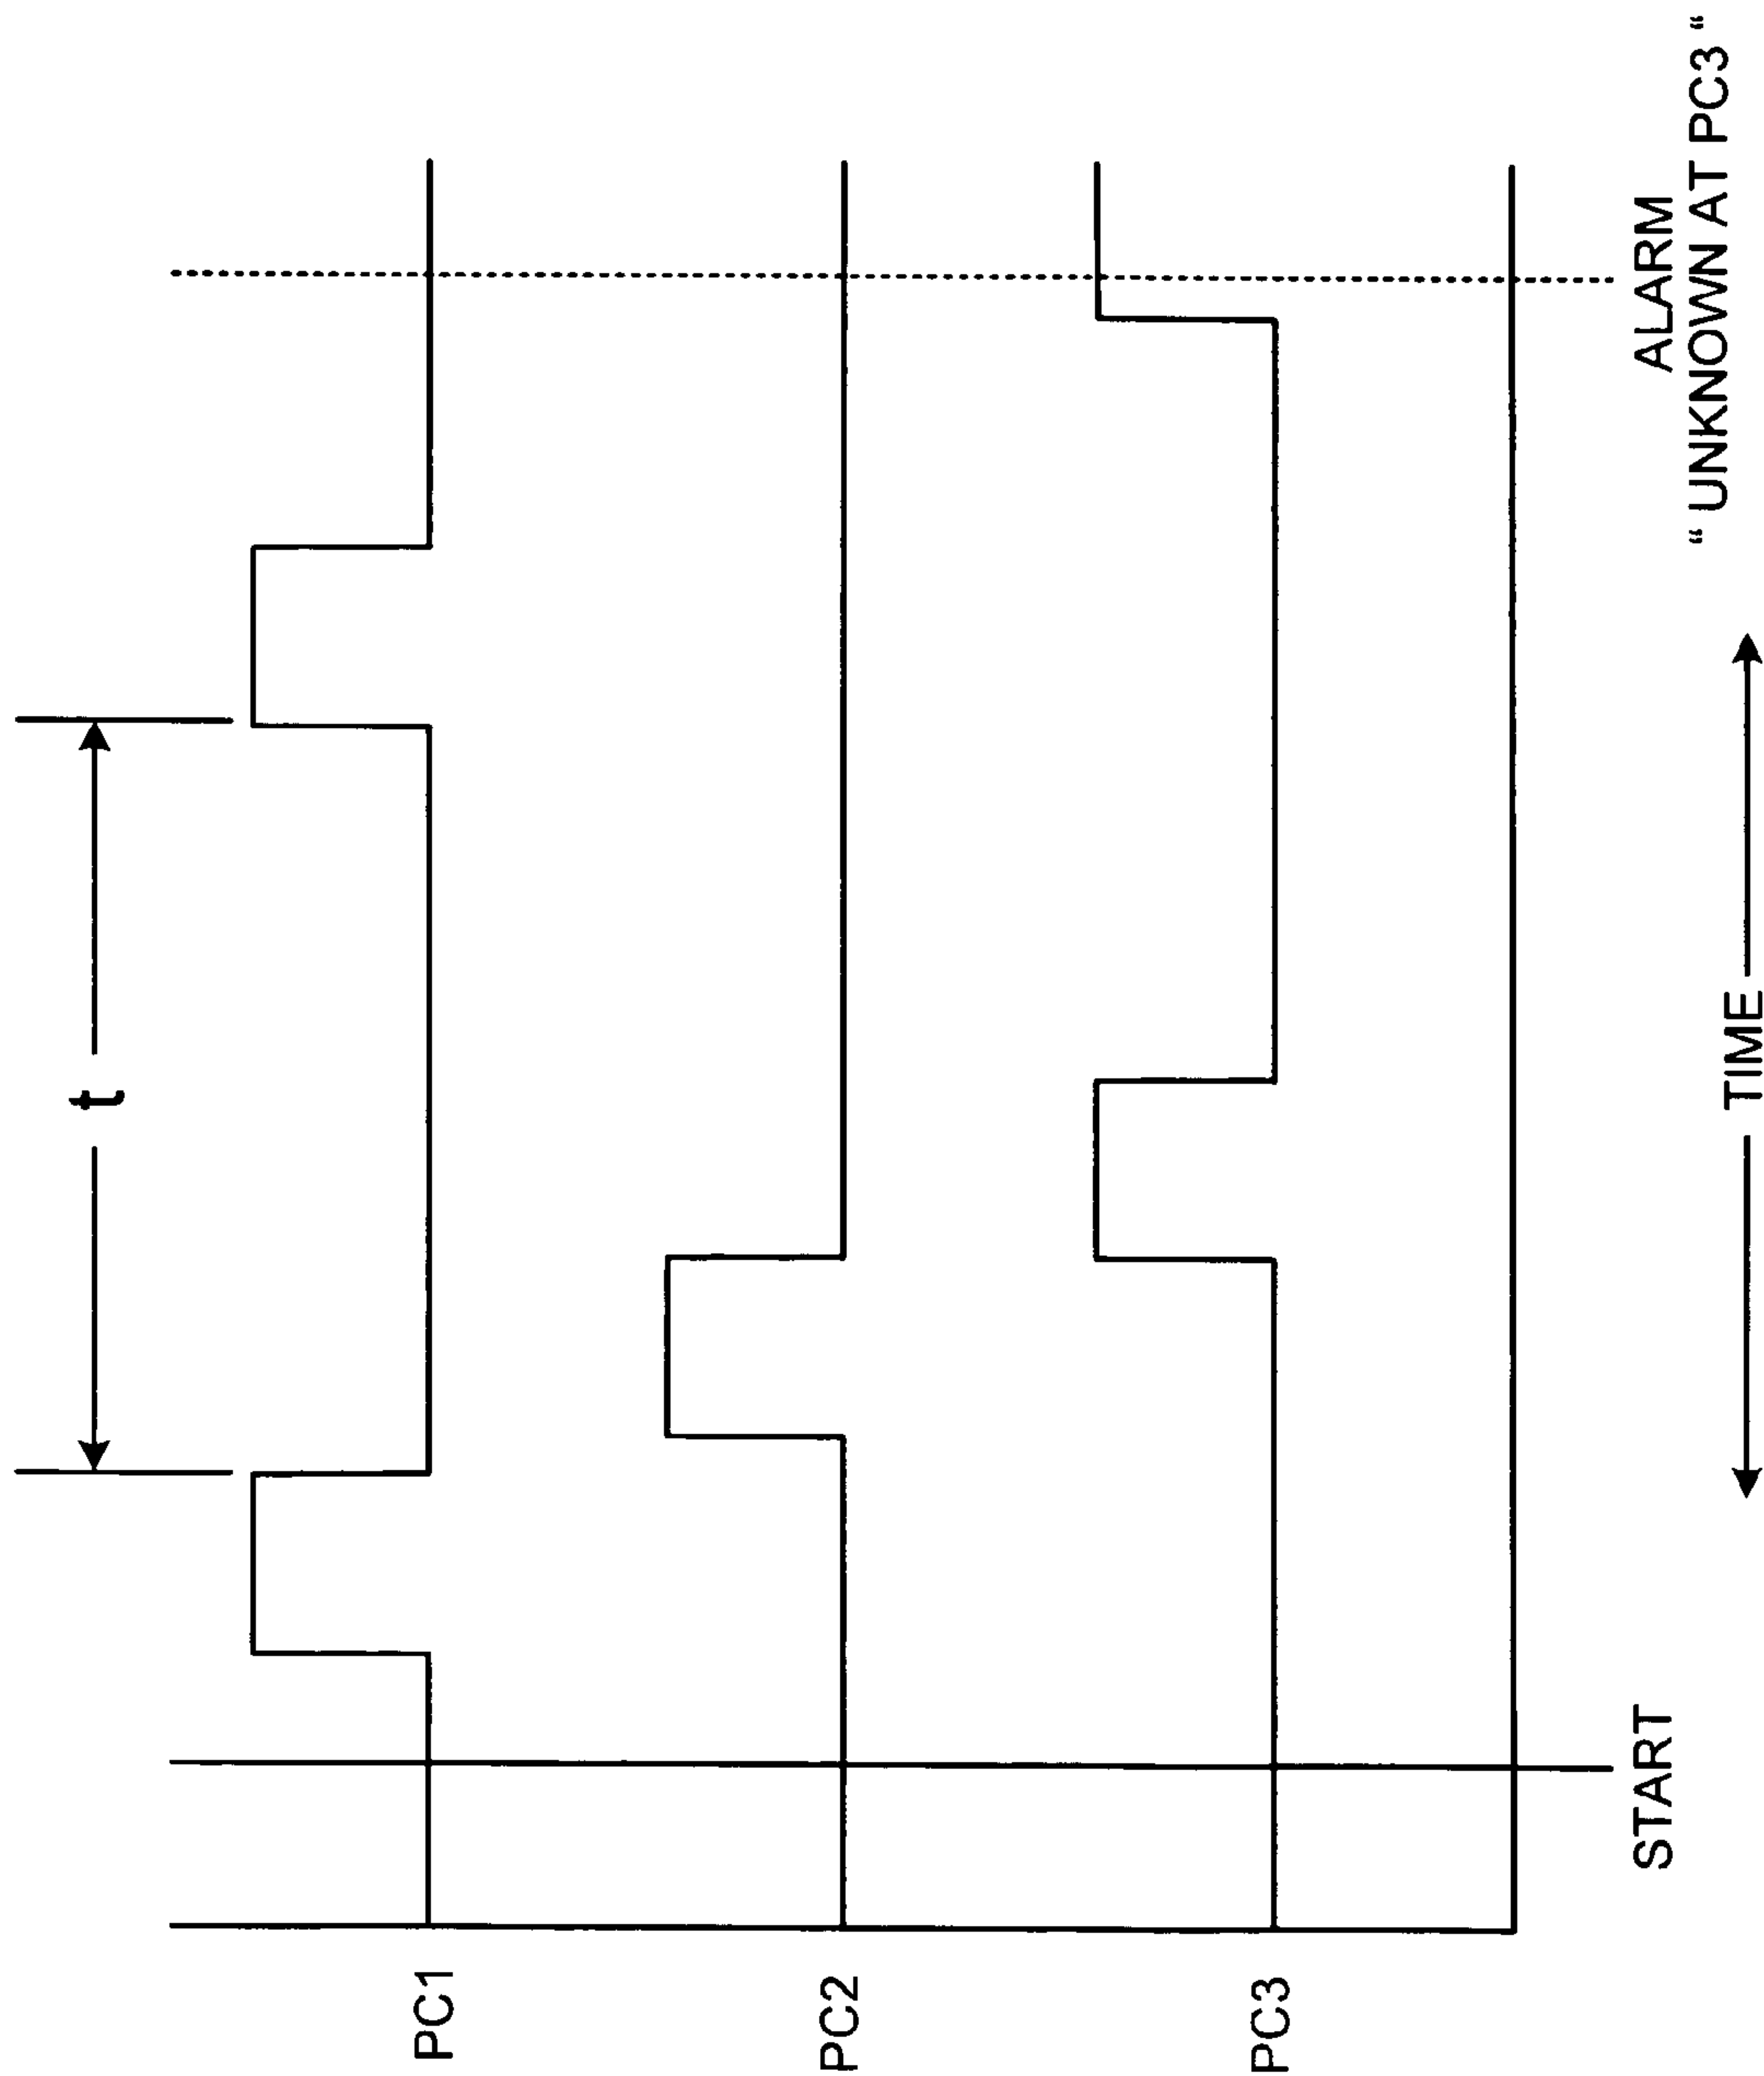 t
PC1
PC2
PC3
START
ALARM
“ UNKNOWN AT PC3 “
TIME